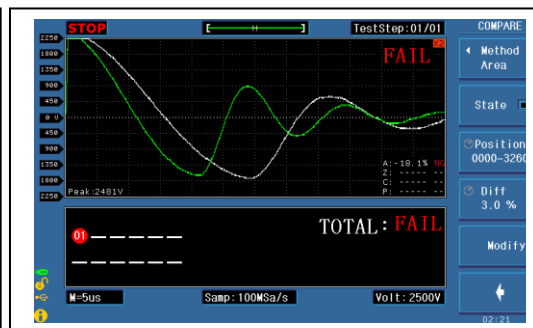 STOP
TestStep:01/01
COMPARE
2250
1800
1350
900
450
0 U
450
900
1350
1800
2250
X2
FAIL
Peak:2481V
A:-18.1% NG
Z: ----- --
C: ----- --
P: ----- --
Method
Area
State
Position
0000-3260
Diff
3.0 %
Modify
01
TOTAL: FAIL
M=5us
Samp:100MSa/s
Volt:2500V
02:21